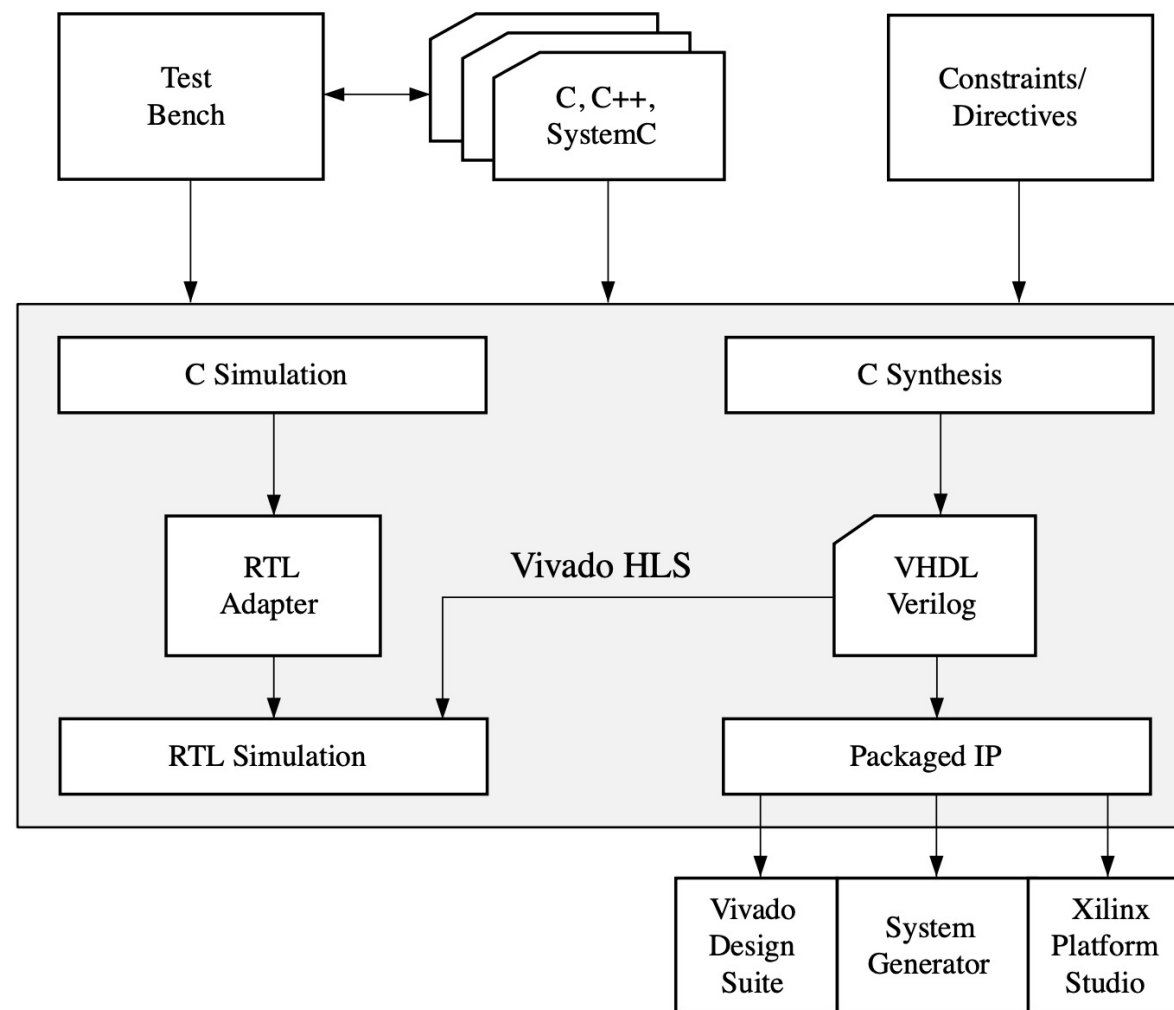 Test
Bench
C, C++,
SystemC
Constraints/
Directives
C Simulation
C Synthesis
RTL
Adapter
Vivado HLS
VHDL
Verilog
RTL Simulation
Packaged IP
Vivado
Design
Suite
System
Generator
Xilinx
Platform
Studio